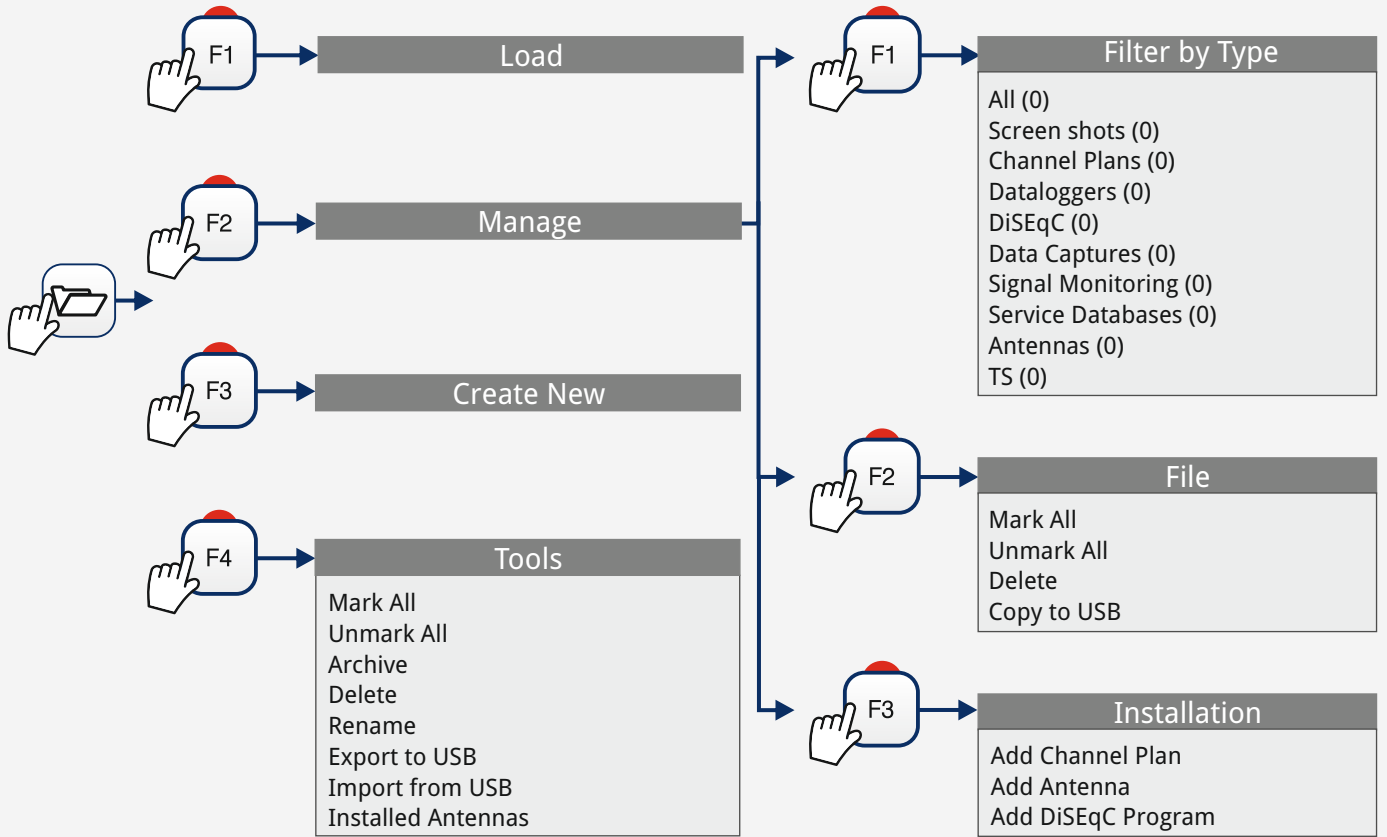 F1
Load
F2
Manage
F3
Create New
F4
Tools
Mark All
Unmark All
Archive
Delete
Rename
Export to USB
Import from USB
Installed Antennas
F1
Filter by Type
All (0)
Screen shots (0)
Channel Plans (0)
Dataloggers (0)
DiSEqC (0)
Data Captures (0)
Signal Monitoring (0)
Service Databases (0)
Antennas (0)
TS (0)
F2
File
Mark All
Unmark All
Delete
Copy to USB
F3
Installation
Add Channel Plan
Add Antenna
Add DiSEqC Program